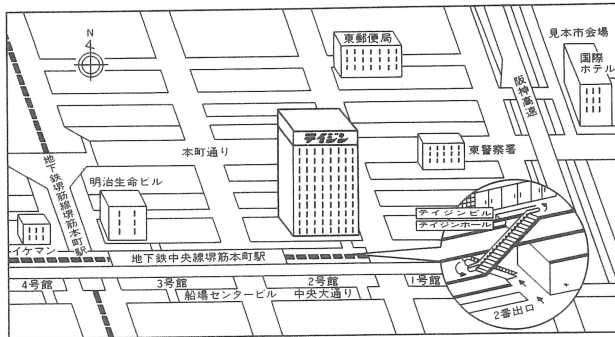 N
東郵便局
見本市会場
国際
ホテル
阪神高速
テイジン
本町通り
東警察署
地下鉄堺筋線堺筋本町駅
明治生命ビル
テイジンビル
テイジンホール
イケマン
地下鉄中央線堺筋本町駅
4号館
3号館
2号館
1号館
船場センタービル
中央大通り
2番出口